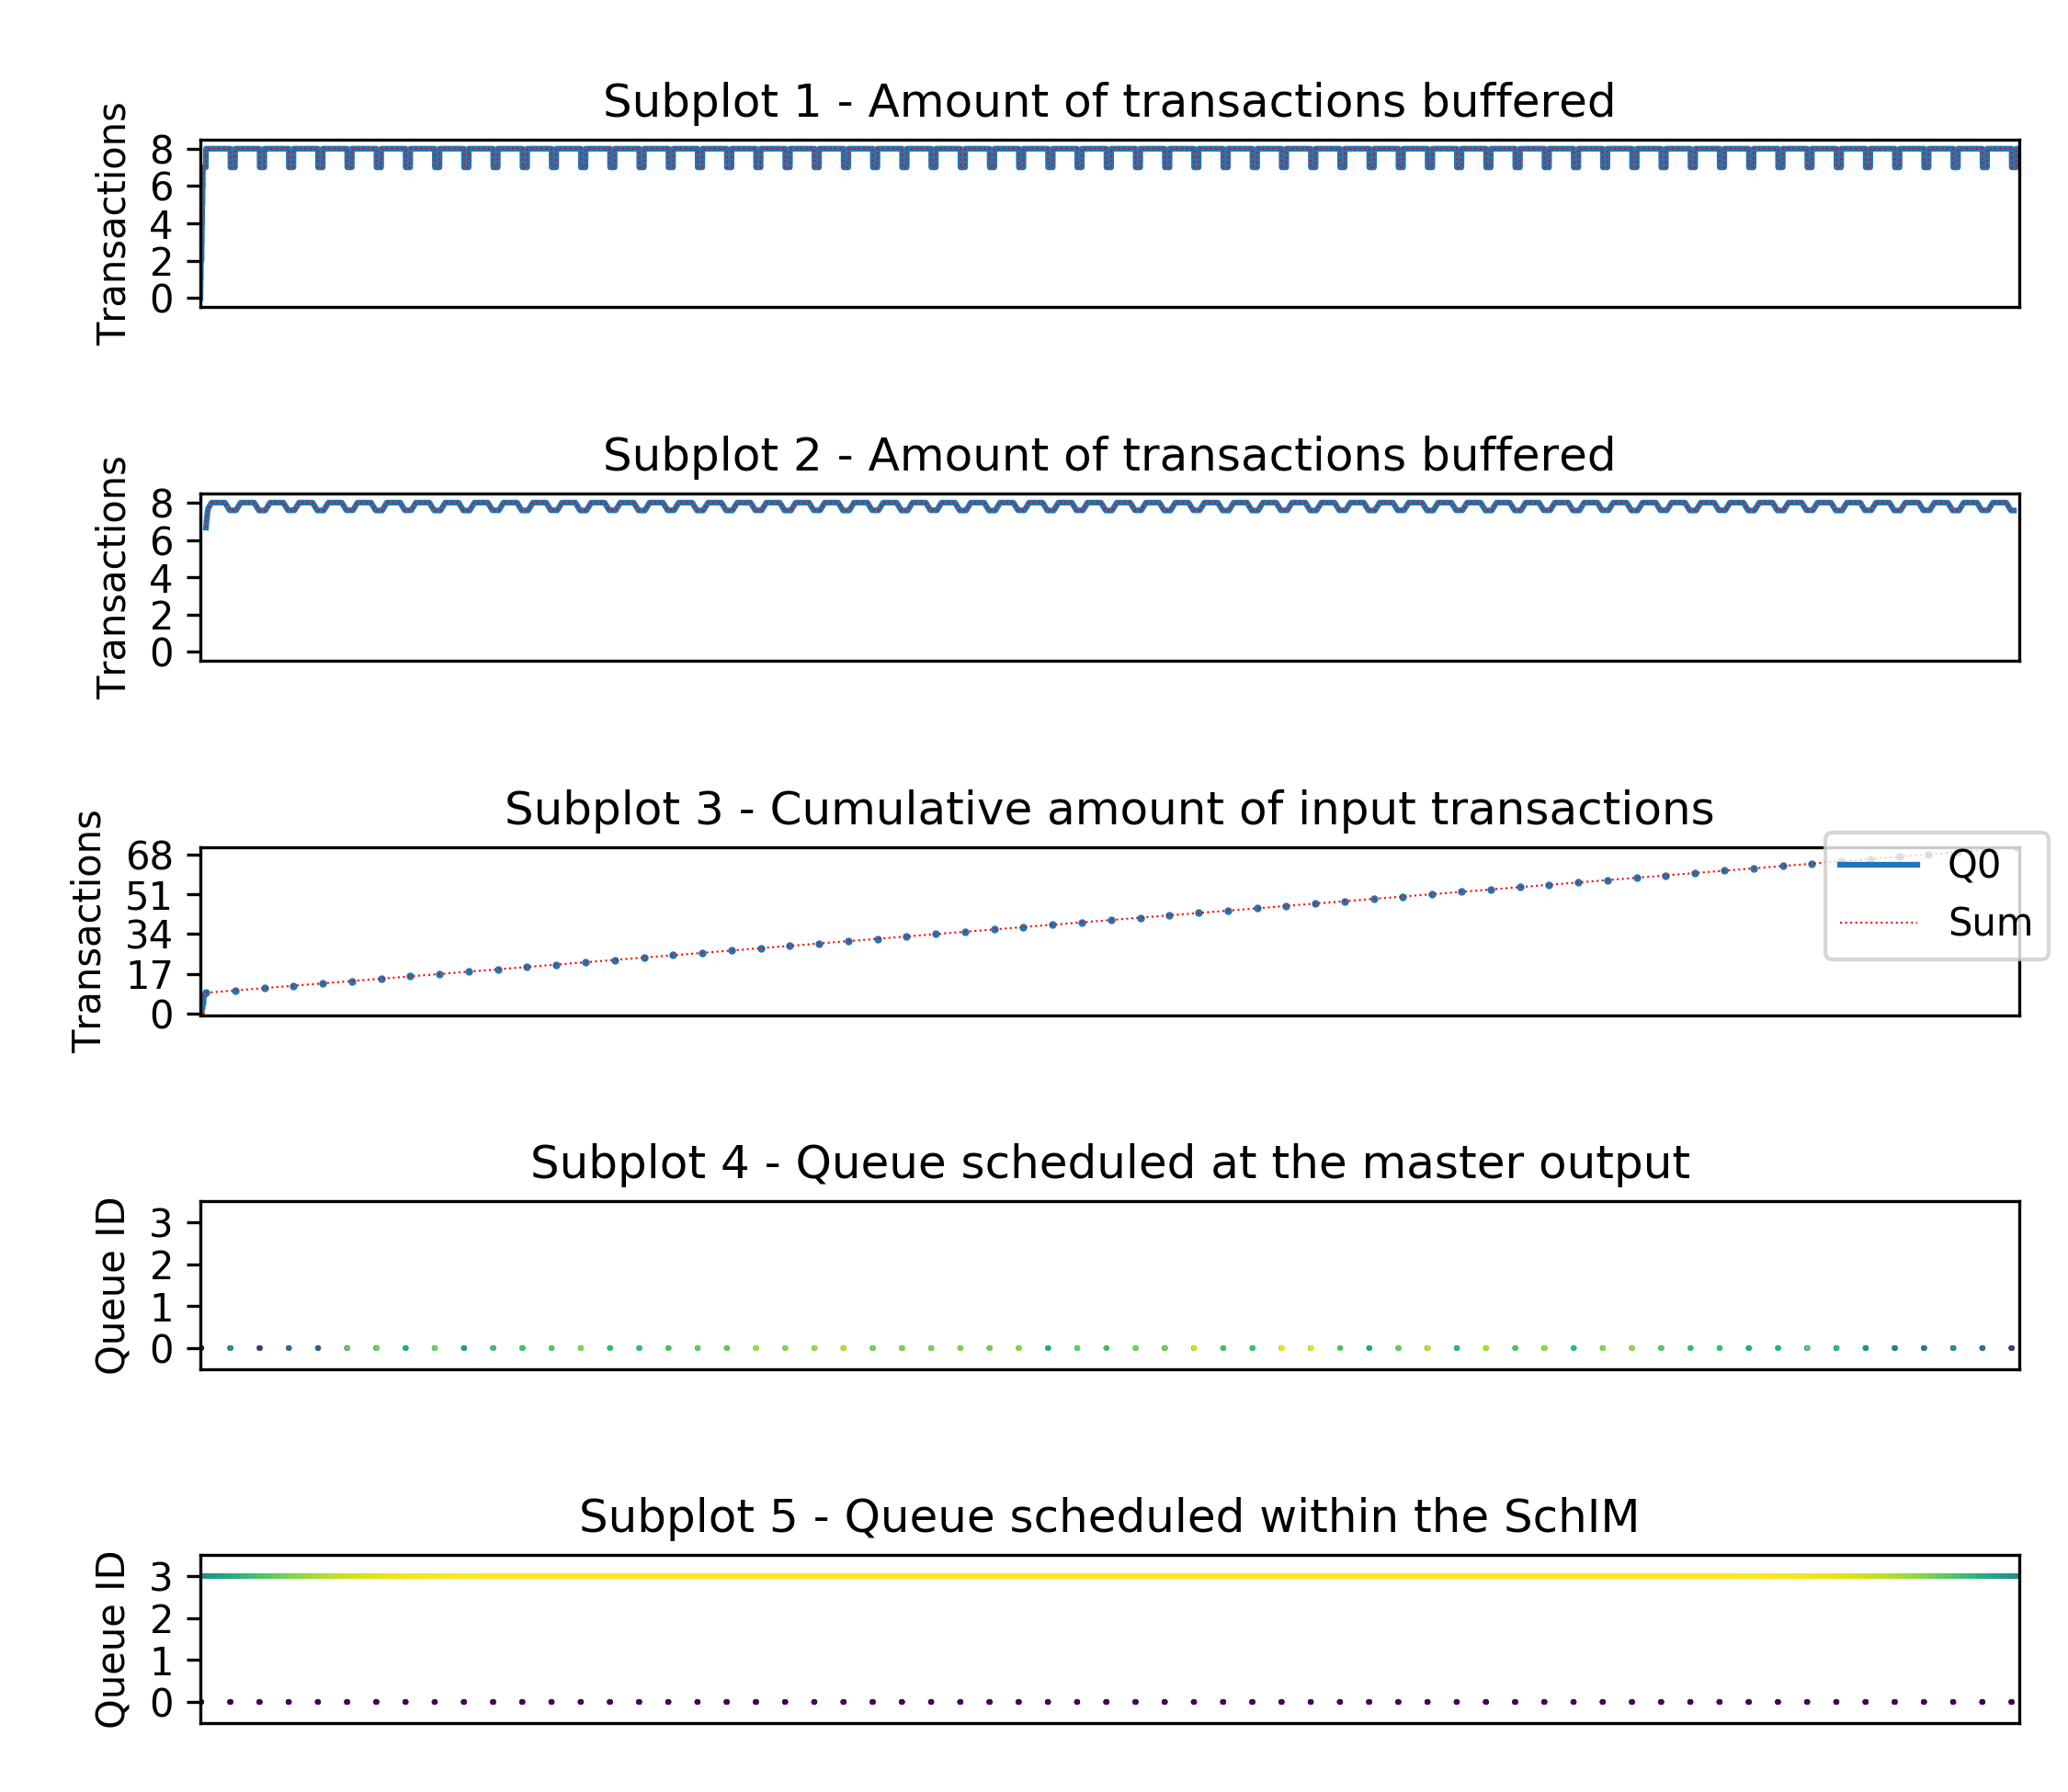 Subplot 1 - Amount of transactions buffered
Transactions
8
6
4
2
0
Subplot 2 - Amount of transactions buffered
Transactions
8
6
4
2
0
Subplot 3 - Cumulative amount of input transactions
Transactions
68
51
34
17
0
Q0
Sum
Subplot 4 - Queue scheduled at the master output
Queue ID
3
2
1
0
Subplot 5 - Queue scheduled within the SchIM
Queue ID
3
2
1
0